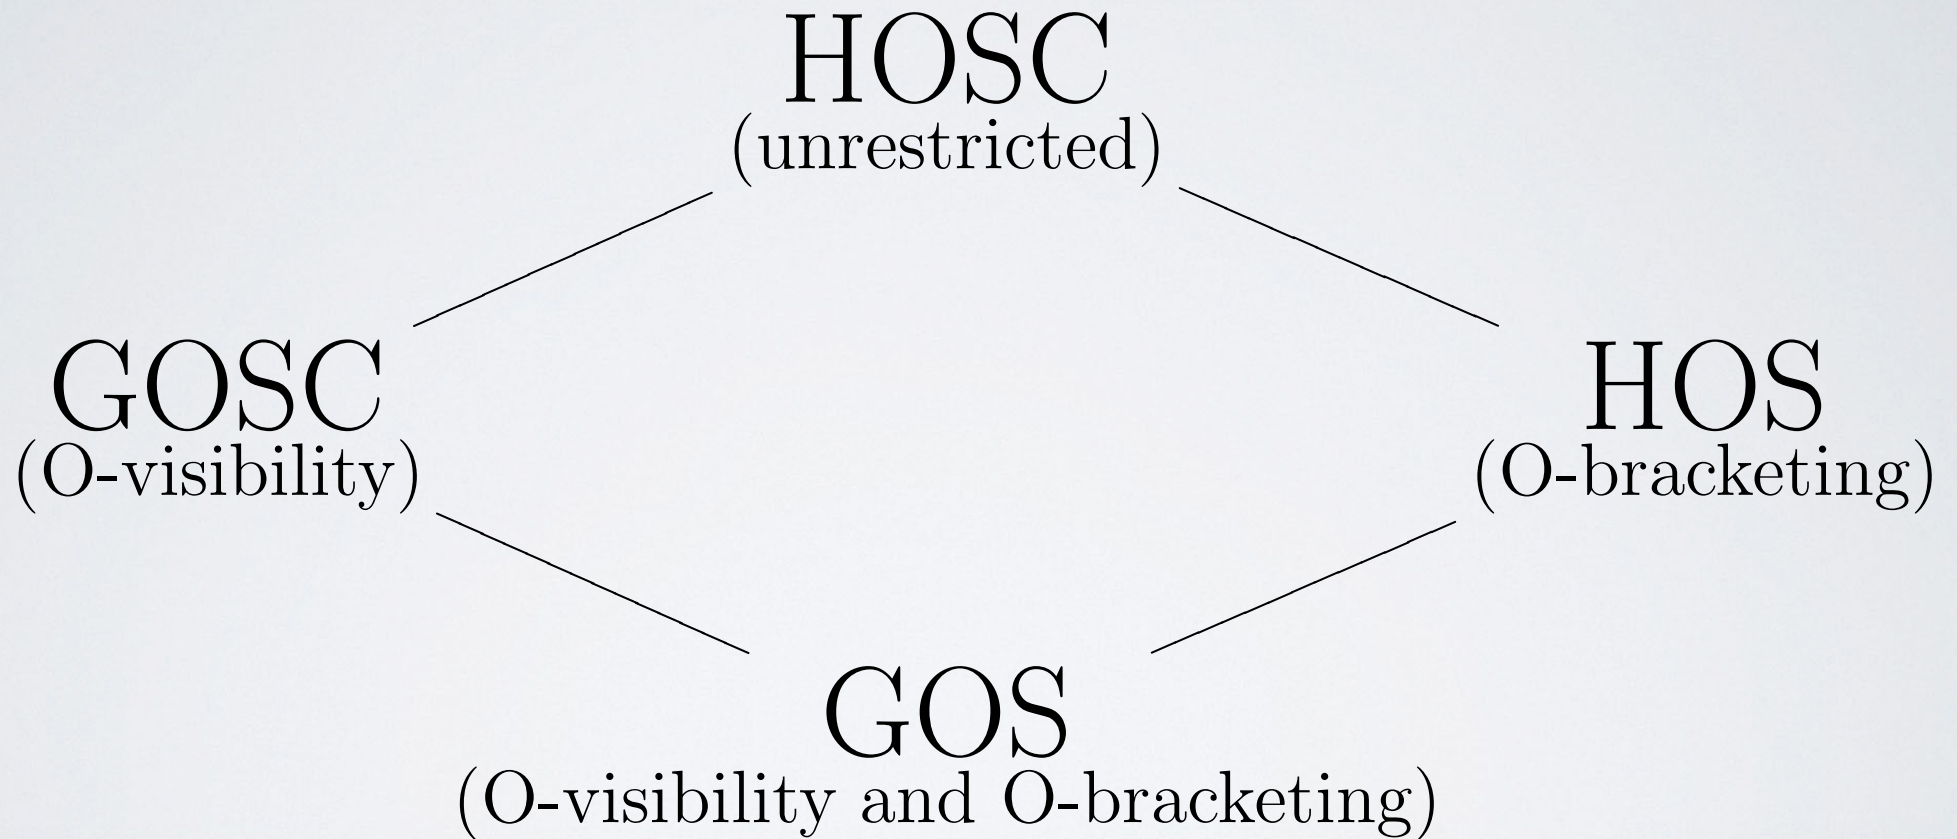 HOSC
(unrestricted)
GOSC
(O-visibility)
HOS
(O-bracketing)
GOS
(O-visibility and O-bracketing)